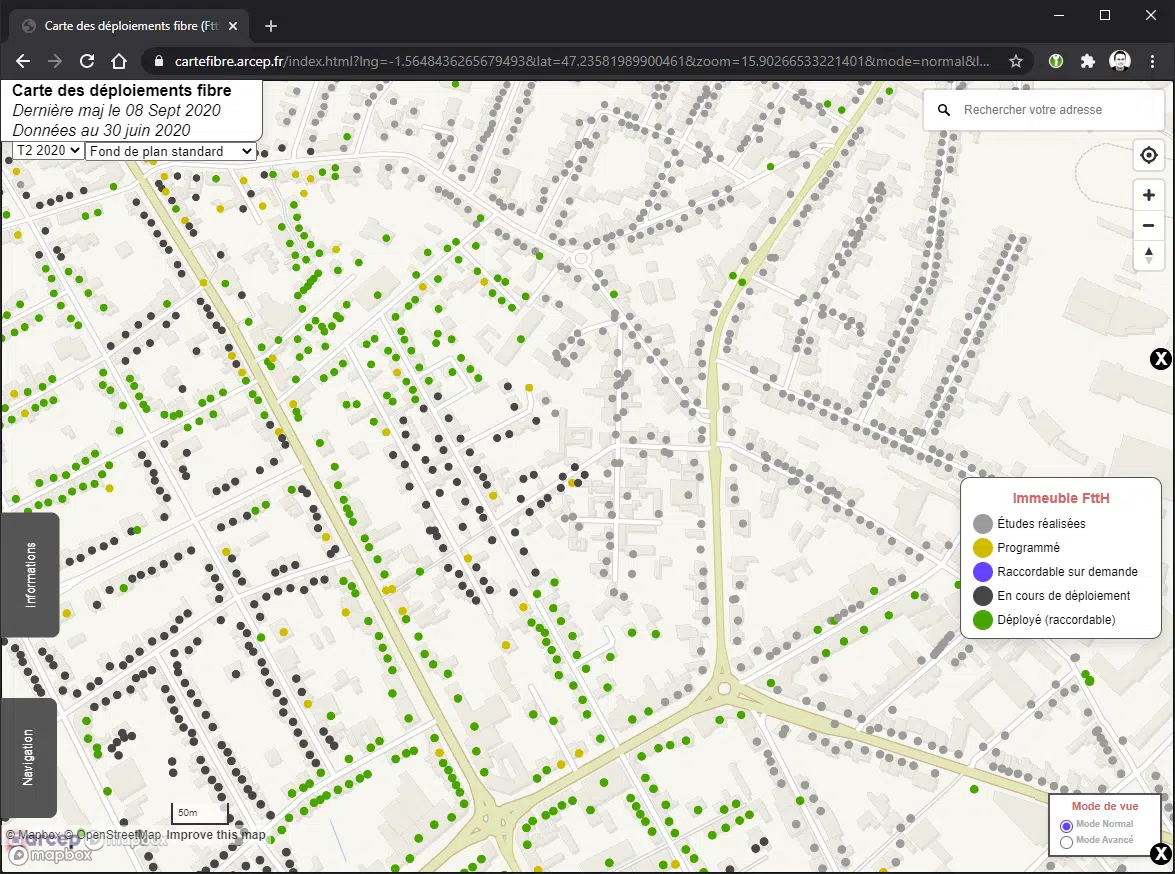 Carte des déploiements fibre (Ftt
cartefibre.arcep.fr/index.html?lng=-1.5648436265679493&lat=47.23581989900461&zoom=15.90266533221401&mode=normal&l...
Carte des déploiements fibre
Dernière maj le 08 Sept 2020
Données au 30 juin 2020
T2 2020
Fond de plan standard
Rechercher votre adresse
X
Immeuble FttH
Études réalisées
Programmé
Raccordable sur demande
En cours de déploiement
Déployé (raccordable)
Informations
Navigation
50m
© Mapbox © OpenStreetMap Improve this map
arcep mapbox
mapbox
Mode de vue
Mode Normal
Mode Avancé
X